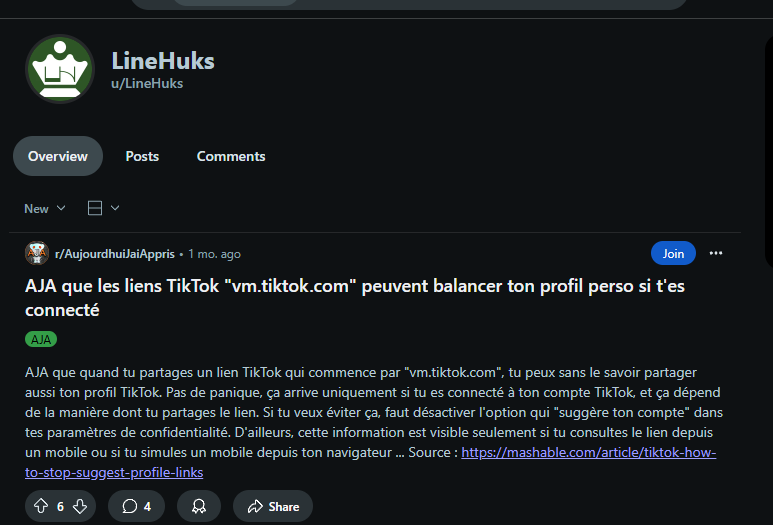 LineHuks
u/LineHuks
Overview Posts Comments
New
r/AujourdhuiJaiAppris • 1 mo. ago Join
AJA que les liens TikTok "vm.tiktok.com" peuvent balancer ton profil perso si t'es
connecté
AJA
AJA que quand tu partages un lien TikTok qui commence par "vm.tiktok.com", tu peux sans le savoir partager
aussi ton profil TikTok. Pas de panique, ça arrive uniquement si tu es connecté à ton compte TikTok, et ça dépend
de la manière dont tu partages le lien. Si tu veux éviter ça, faut désactiver l'option qui "suggère ton compte" dans
tes paramètres de confidentialité. D'ailleurs, cette information est visible seulement si tu consultes le lien depuis
un mobile ou si tu simules un mobile depuis ton navigateur ... Source : https://mashable.com/article/tiktok-how-
to-stop-suggest-profile-links
6 4 Share